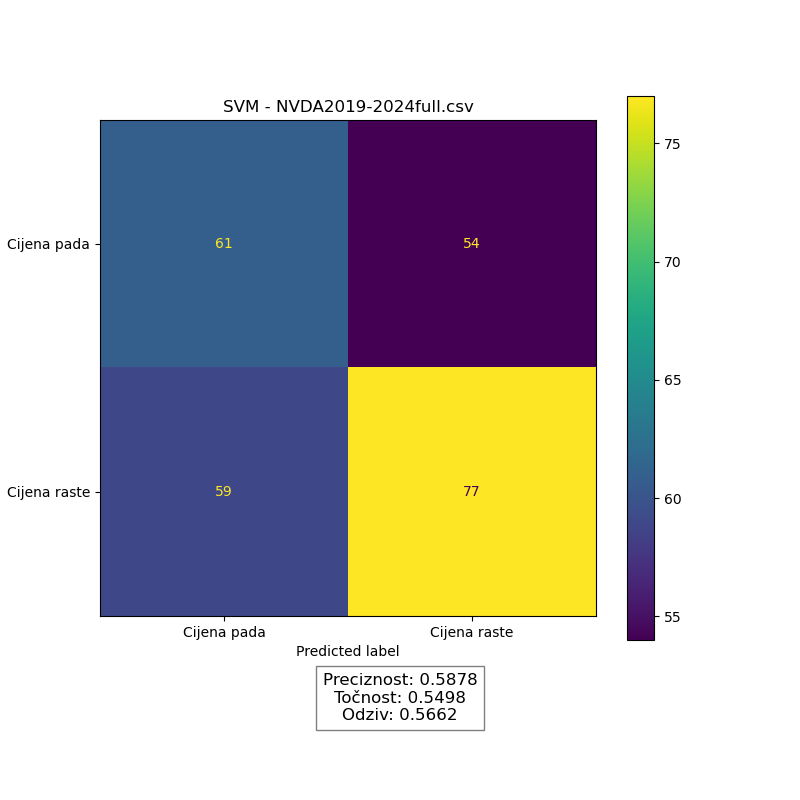 SVM - NVDA2019-2024full.csv
Cijena pada
61
54
Cijena raste
59
77
Cijena pada
Cijena raste
Predicted label
75
70
65
60
55
Preciznost: 0.5878
Točnost: 0.5498
Odziv: 0.5662